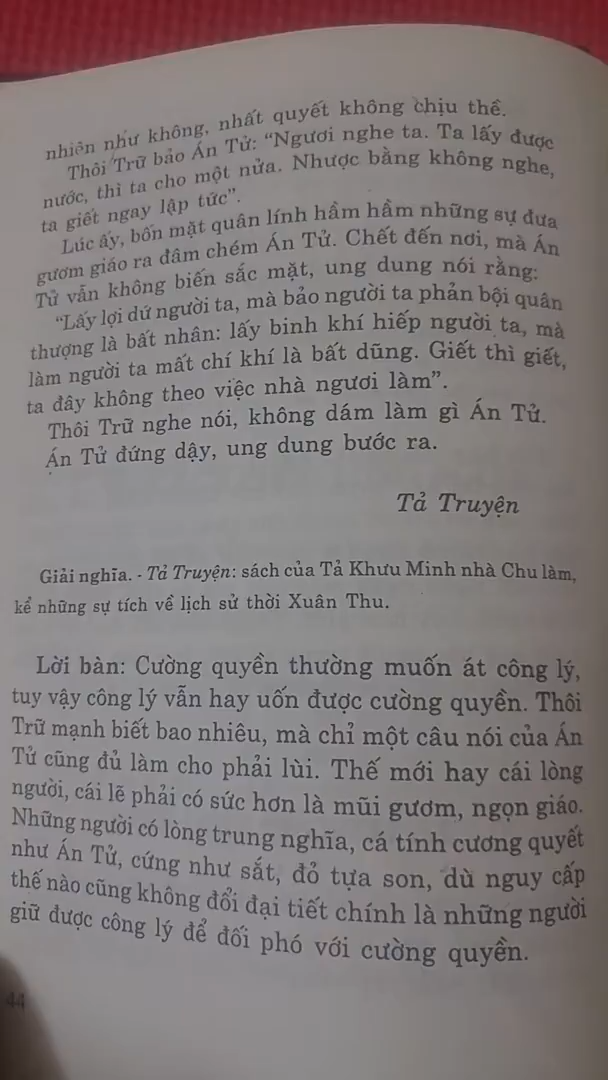 nhiên như không, nhất quyết không chịu thề.
Thôi Trữ bảo Án Tử: “Ngươi nghe ta. Ta lấy được
nước, thì ta cho một nửa. Nhược bằng không nghe,
ta giết ngay lập tức”.
Lúc ấy, bốn mặt quân lính hầm hầm những sự đưa
gươm giáo ra đâm chém Án Tử. Chết đến nơi, mà Án
Tử vẫn không biến sắc mặt, ung dung nói rằng:
“Lấy lợi dứ người ta, mà bảo người ta phản bội quân
thượng là bất nhân: lấy binh khí hiếp người ta, mà
làm người ta mất chí khí là bất dũng. Giết thì giết,
ta đây không theo việc nhà ngươi làm”.
Thôi Trữ nghe nói, không dám làm gì Án Tử.
Án Tử đứng dậy, ung dung bước ra.
Tả Truyện
Giải nghĩa. - Tả Truyện: sách của Tả Khưu Minh nhà Chu làm,
kể những sự tích về lịch sử thời Xuân Thu.
Lời bàn: Cường quyền thường muốn át công lý,
tuy vậy công lý vẫn hay uốn được cường quyền. Thôi
Trữ mạnh biết bao nhiêu, mà chỉ một câu nói của Án
Tử cũng đủ làm cho phải lùi. Thế mới hay cái lòng
người, cái lẽ phải có sức hơn là mũi gươm, ngọn giáo.
Những người có lòng trung nghĩa, cá tính cương quyết
như Án Tử, cứng như sắt, đỏ tựa son, dù nguy cấp
thế nào cũng không đổi đại tiết chính là những người
giữ được công lý để đối phó với cường quyền.
44